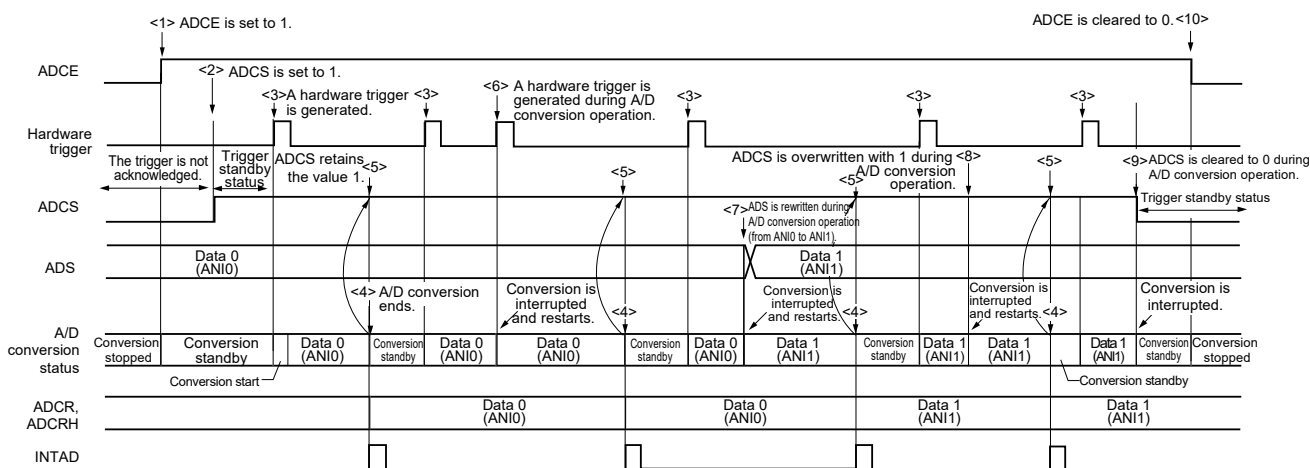 <1> ADCE is set to 1.
ADCE is cleared to 0. <10>
ADCE
<2> ADCS is set to 1.
<3> A hardware trigger
is generated.
<3>
<6> A hardware trigger is
generated during A/D
conversion operation.
<3>
<3>
<3>
Hardware
trigger
The trigger is not
acknowledged.
Trigger
standby
status
ADCS retains
the value 1.
<5>
<5>
ADCS is overwritten with 1 during
A/D conversion
operation.
<8>
<5>
<5>
<9> ADCS is cleared to 0 during
A/D conversion operation.
Trigger standby status
ADCS
<7> ADS is rewritten during
A/D conversion operation
(from ANI0 to ANI1).
ADS
Data 0
(ANI0)
Data 1
(ANI1)
<4> A/D conversion
ends.
Conversion is
interrupted
and restarts.
<4>
Conversion is
interrupted
and restarts.
<4>
Conversion is
interrupted
and restarts.
<4>
Conversion is
interrupted.
A/D
conversion
status
Conversion
stopped
Conversion
standby
Data 0
(ANI0)
Conversion
standby
Data 0
(ANI0)
Data 0
(ANI0)
Conversion
standby
Data 0
(ANI0)
Data 1
(ANI1)
Conversion
standby
Data 1
(ANI1)
Data 1
(ANI1)
Data 1
(ANI1)
Conversion
standby
Conversion
stopped
Conversion start
Conversion standby
ADCR,
ADCRH
Data 0
(ANI0)
Data 0
(ANI0)
Data 1
(ANI1)
Data 1
(ANI1)
INTAD